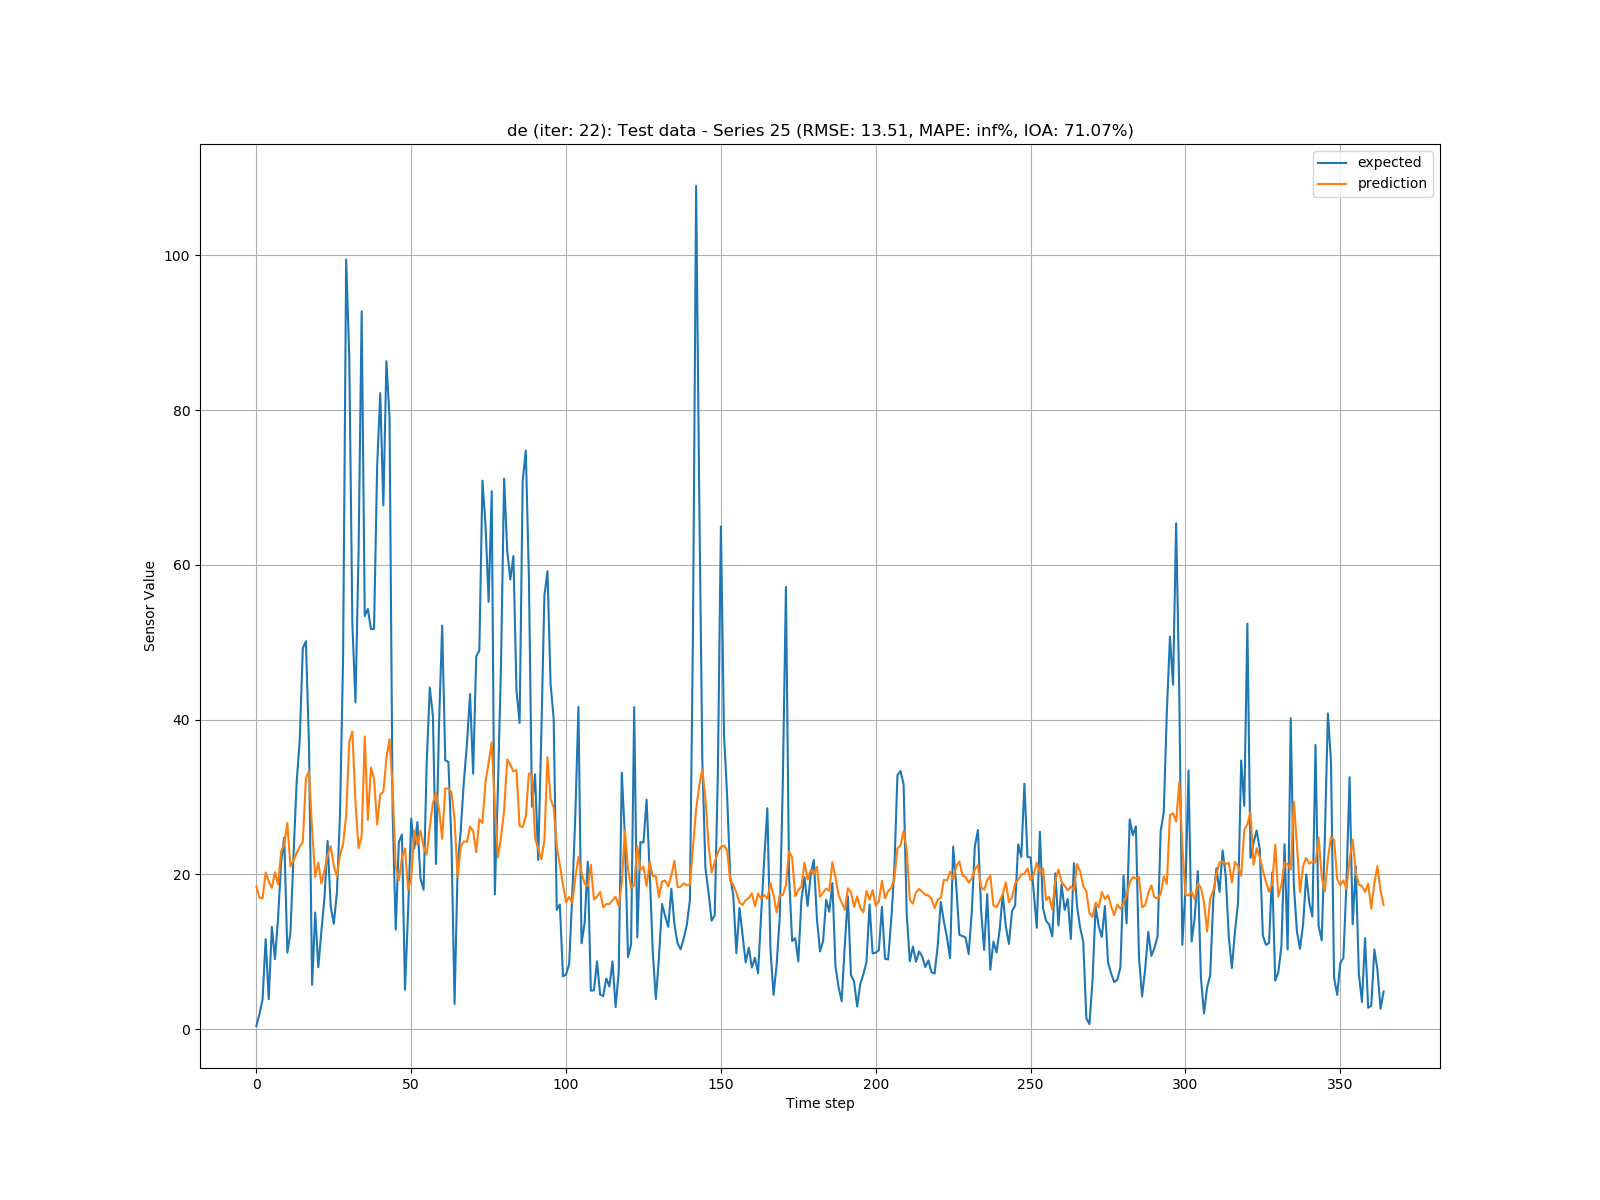 de (iter: 22): Test data - Series 25 (RMSE: 13.51, MAPE: inf%, IOA: 71.07%)
expected
prediction
100
80
60
40
20
0
Sensor Value
0 50 100 150 200 250 300 350
Time step